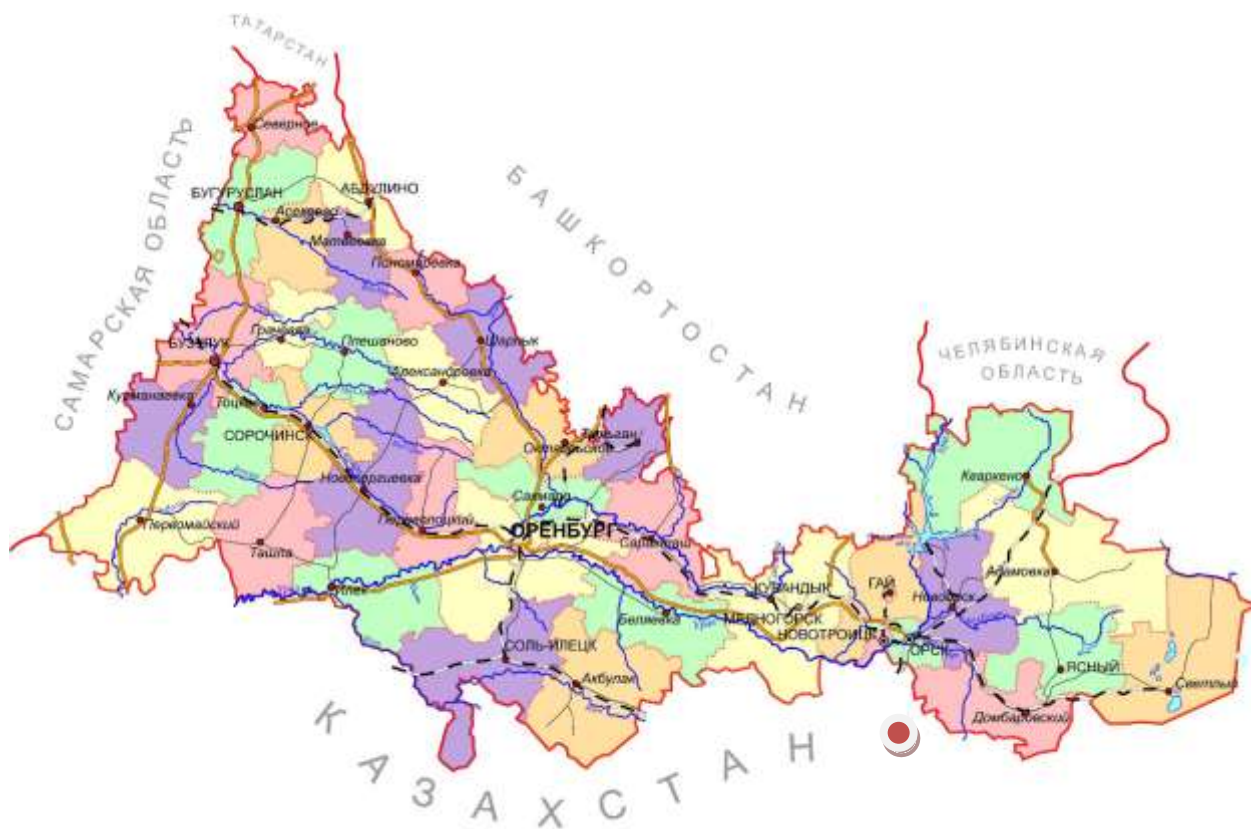 ТАТАРСТАН
САМАРСКАЯ ОБЛАСТЬ
БАШКОРТОСТАН
ЧЕЛЯБИНСКАЯ
ОБЛАСТЬ
КАЗАХСТАН
Северное
БУГУРУСЛАН
АБДУЛИНО
Асекеево
Матвеевка
Пономаревка
Грачевка
Плешаново
Шарлык
БУЗУЛУК
Александровка
Курманаевка
Тоцкое
СОРОЧИНСК
Октябрьское
Тюльган
Новосергиевка
Сакмара
Кваркено
Первомайский
Переволоцкий
ОРЕНБУРГ
Ташла
Саракташ
Адамовка
Илек
КУВАНДЫК
ГАЙ
Новоорск
Беляевка
МЕДНОГОРСК
НОВОТРОИЦК
ОРСК
СОЛЬ-ИЛЕЦК
ЯСНЫЙ
Акбулак
Светлый
Домбаровский